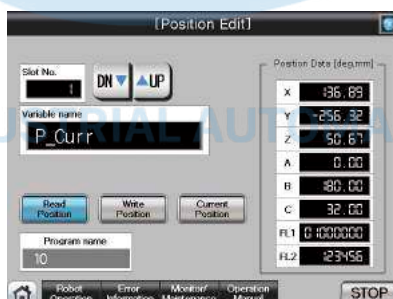 [Position Edit]
Slot No.
1
DN ▼ ▲UP
Variable name
P_Curr
Read Position
Write Position
Current Position
Program name
10
Position Data [deg,mm]
X 136.89
Y -256.32
Z 50.67
A 0.00
B 180.00
C 32.00
FL1 01000000
FL2 123456
Robot Operation
Error Information
Monitor/ Maintenance
Operation Manual
STOP